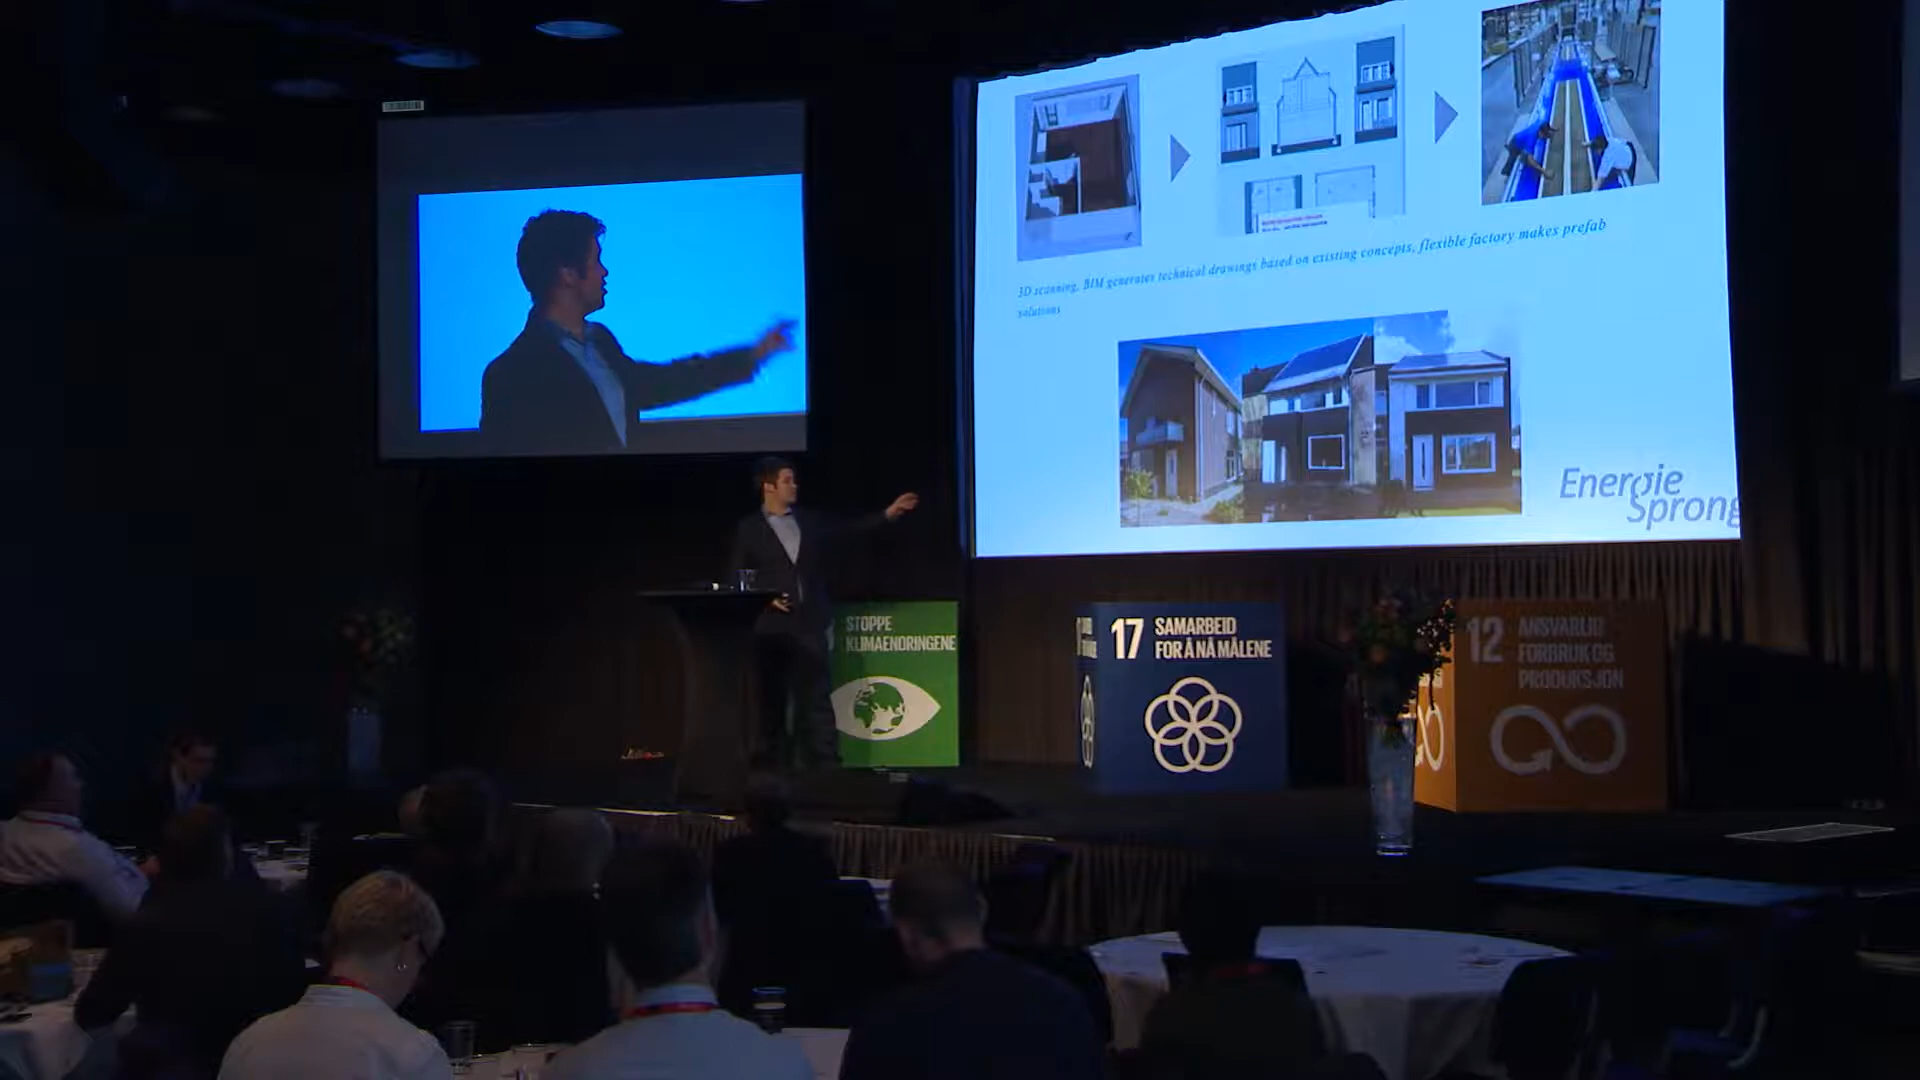 3D scanning, BIM generates technical drawings based on existing concepts, flexible factory makes prefab
solutions
Energie
Sprong
STOPPE
KLIMAENDRINGENE
17 SAMARBEID
FOR Å NÅ MÅLENE
12 ANSVARLIG
FORBRUK OG
PRODUKSJON